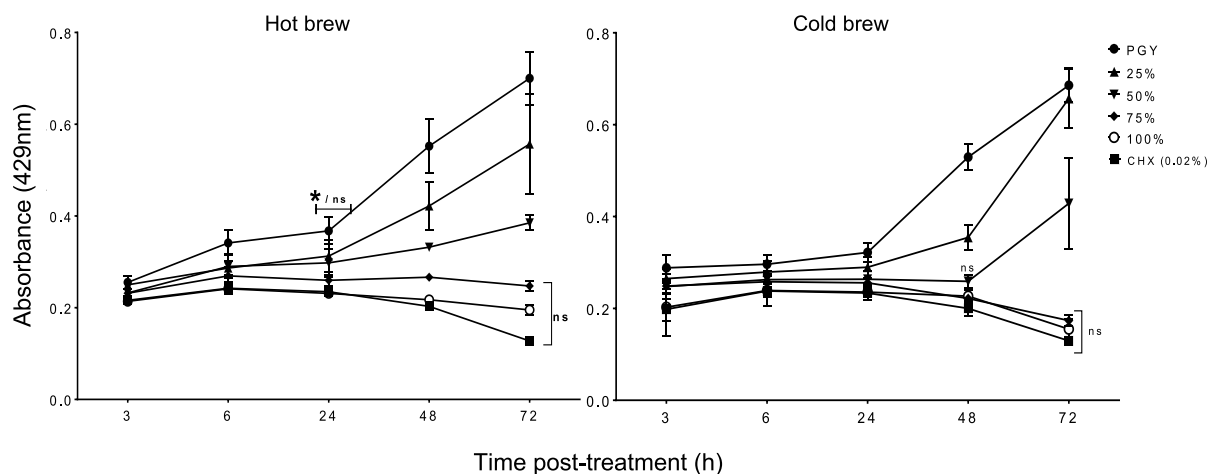 Hot brew
Cold brew
Absorbance (429nm)
0.8
0.6
0.4
0.2
0.0
* / ns
ns
3 6 24 48 72
0.8
0.6
0.4
0.2
0.0
ns
ns
3 6 24 48 72
PGY
25%
50%
75%
100%
CHX (0.02%)
Time post-treatment (h)